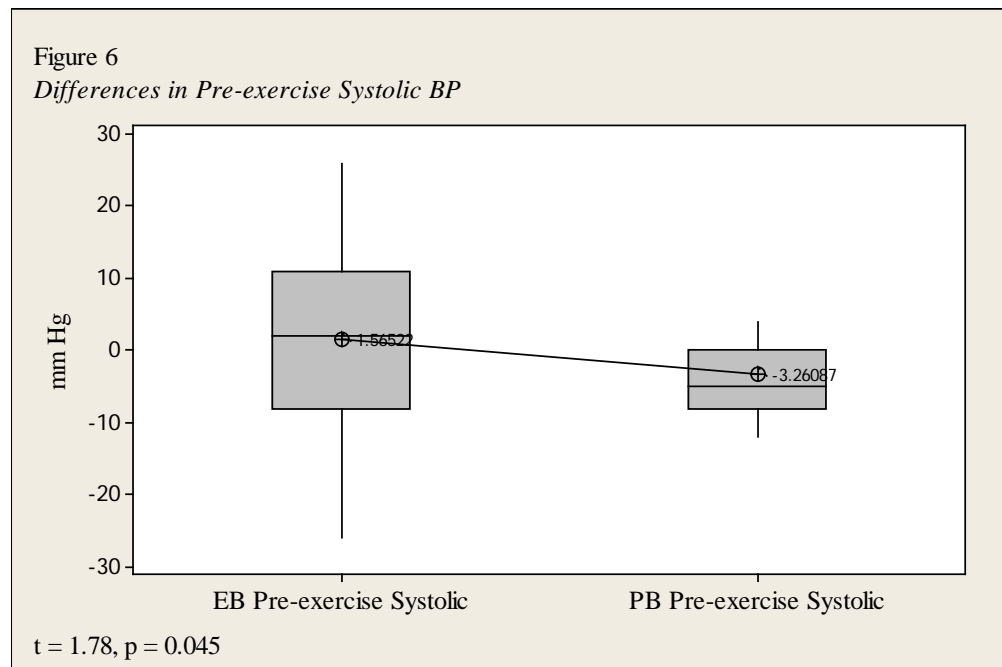 Figure 6
Differences in Pre-exercise Systolic BP
30
20
10
0
-10
-20
-30
mm Hg
1.56522
-3.26087
EB Pre-exercise Systolic
PB Pre-exercise Systolic
t = 1.78, p = 0.045